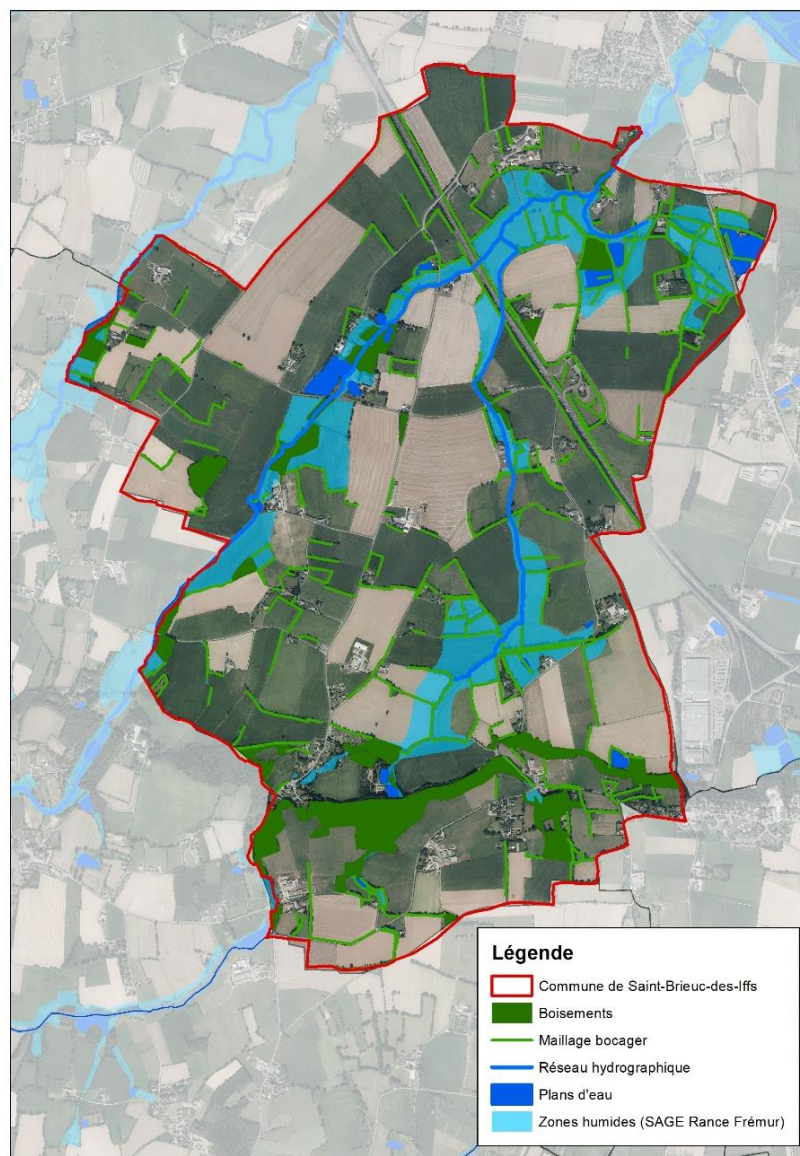 Légende
Commune de Saint-Brieuc-des-Iffs
Boisements
Maillage bocager
Réseau hydrographique
Plans d'eau
Zones humides (SAGE Rance Frémur)